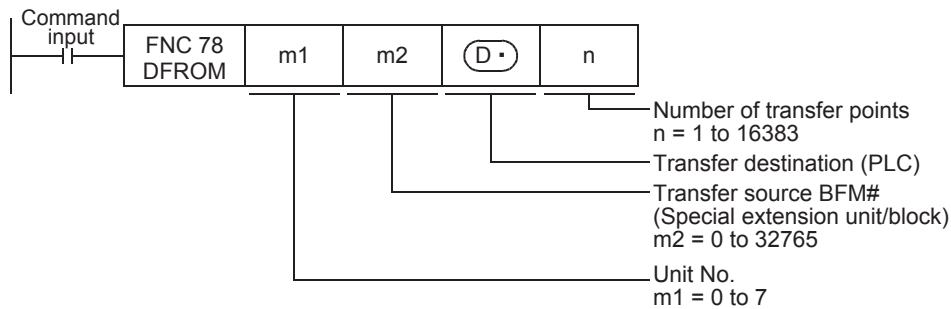 Command
input
FNC 78
DFROM
m1
m2
D •
n
Number of transfer points
n = 1 to 16383
Transfer destination (PLC)
Transfer source BFM#
(Special extension unit/block)
m2 = 0 to 32765
Unit No.
m1 = 0 to 7